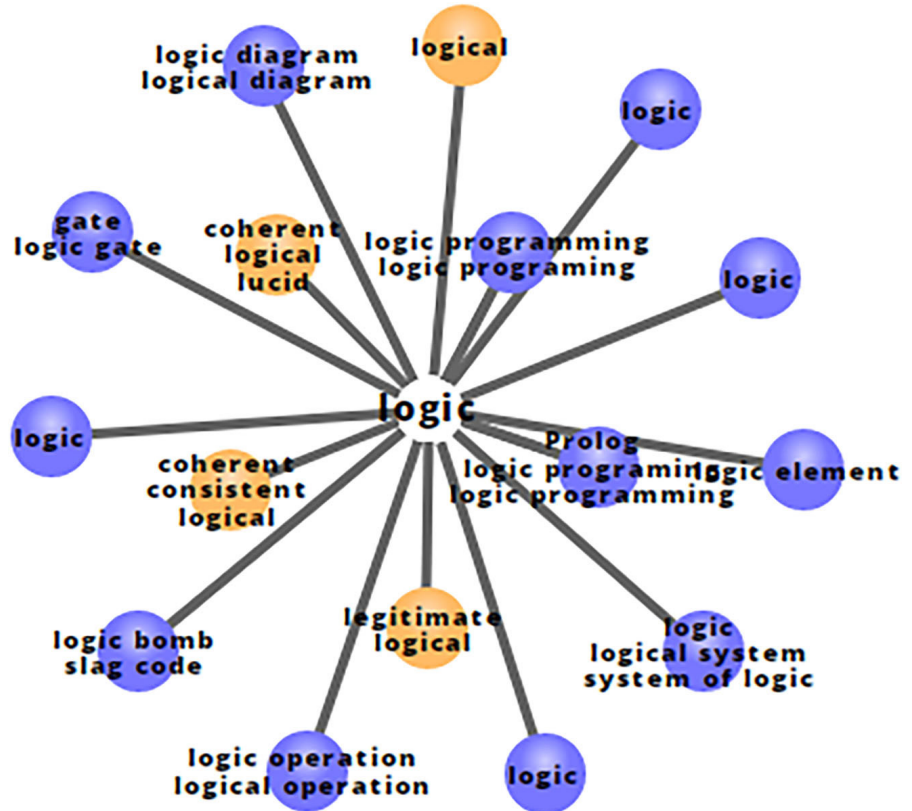 logical
logic diagram
logical diagram
logic
gate
logic gate
coherent
logical
lucid
logic programming
logic programing
logic
logic
logic
coherent
consistent
logical
Prolog
logic programing
logic programming
logic element
legitimate
logical
logic bomb
slag code
logic
logical system
system of logic
logic operation
logical operation
logic